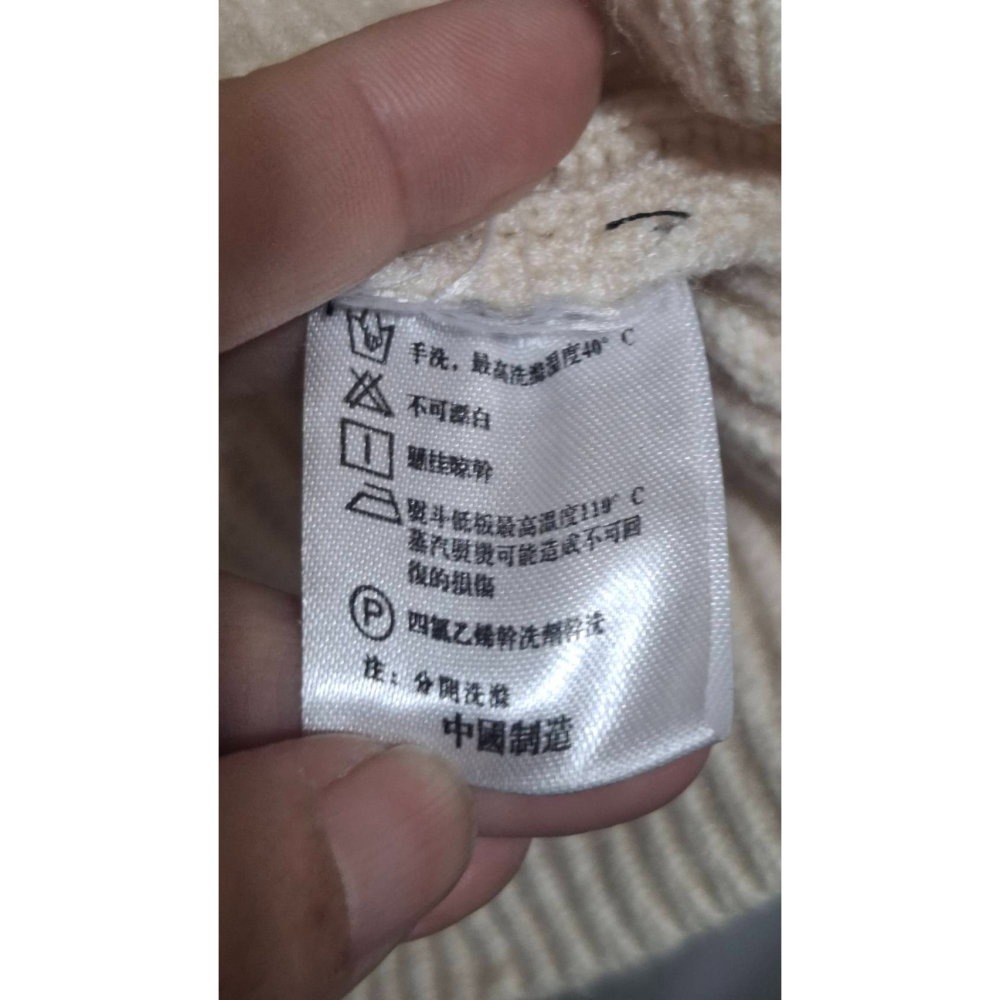 手洗，最高洗滌溫度40°C
不可漂白
懸挂晾幹
熨斗低板最高溫度110°C
蒸汽熨燙可能造成不可回
復的損傷
P
四氯乙烯幹洗劑幹洗
注：分開洗滌
中國制造